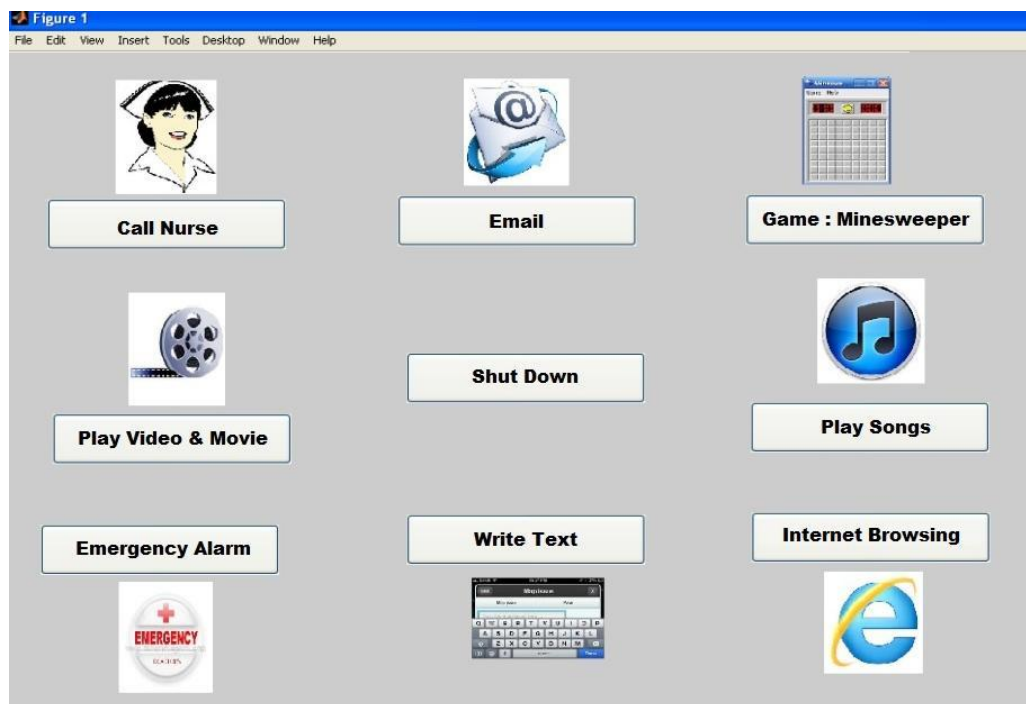 Figure 1
File Edit View Insert Tools Desktop Window Help
Call Nurse
Email
Game : Minesweeper
Play Video & Movie
Shut Down
Play Songs
Emergency Alarm
Write Text
Internet Browsing
EMERGENCY